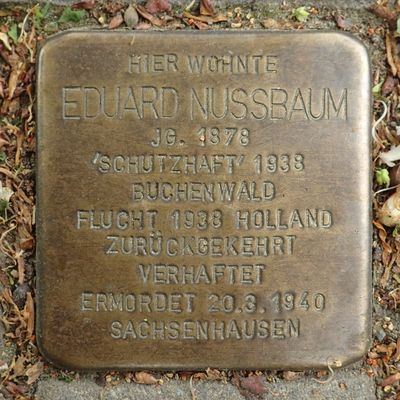 HIER WOHNTE
EDUARD NUSSBAUM
JG. 1878
'SCHUTZHAFT' 1938
BUCHENWALD
FLUCHT 1938 HOLLAND
ZURÜCKGEKEHRT
VERHAFTET
ERMORDET 20.3.1940
SACHSENHAUSEN